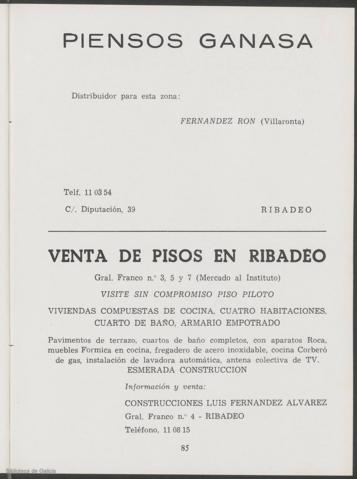 PIENSOS GANASA
Distribuidor para esta zona:
FERNANDEZ RON (Villaronta)
Telf. 11 03 54
C/. Diputación, 39 RIBADEO
VENTA DE PISOS EN RIBADEO
Gral. Franco n.º 3, 5 y 7 (Mercado al Instituto)
VISITE SIN COMPROMISO PISO PILOTO
VIVIENDAS COMPUESTAS DE COCINA, CUATRO HABITACIONES,
CUARTO DE BAÑO, ARMARIO EMPOTRADO
Pavimentos de terrazo, cuartos de baño completos, con aparatos Roca,
muebles Formica en cocina, fregadero de acero inoxidable, cocina Corberó
de gas, instalación de lavadora automática, antena colectiva de TV.
ESMERADA CONSTRUCCION
Información y venta:
CONSTRUCCIONES LUIS FERNANDEZ ALVAREZ
Gral. Franco n.º 4 - RIBADEO
Teléfono, 11 08 15
85
Biblioteca de Galicia